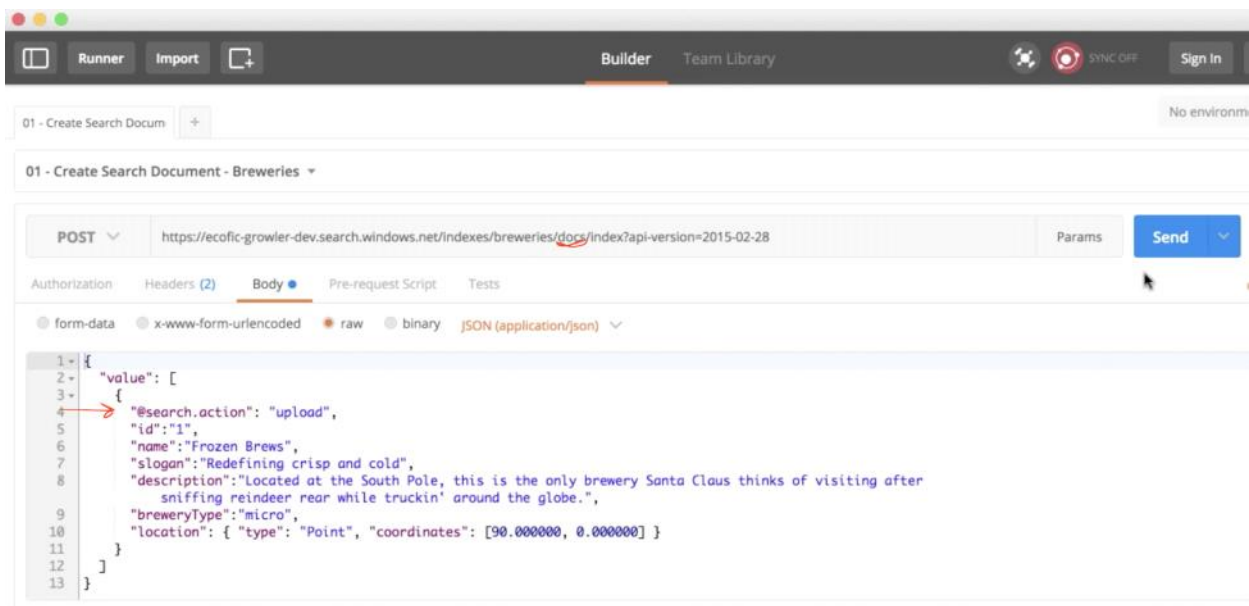 Runner Import Builder Team Library SYNC OFF Sign In
01 - Create Search Docum + No environm
01 - Create Search Document - Breweries
POST https://ecofic-growler-dev.search.windows.net/indexes/breweries/docs/index?api-version=2015-02-28 Params Send
Authorization Headers (2) Body Pre-request Script Tests
form-data x-www-form-urlencoded raw binary JSON (application/json)
1 {
2 "value": [
3 {
4 "@search.action": "upload",
5 "id":"1",
6 "name":"Frozen Brews",
7 "slogan":"Redefining crisp and cold",
8 "description":"Located at the South Pole, this is the only brewery Santa Claus thinks of visiting after
sniffing reindeer rear while truckin' around the globe.",
9 "breweryType":"micro",
10 "location": { "type": "Point", "coordinates": [90.000000, 0.000000] }
11 }
12 ]
13 }